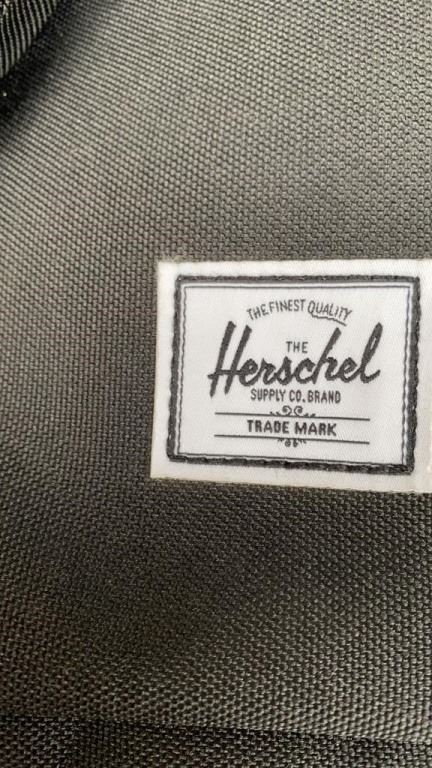 THE FINEST QUALITY
THE
Herschel
SUPPLY CO. BRAND
TRADE MARK